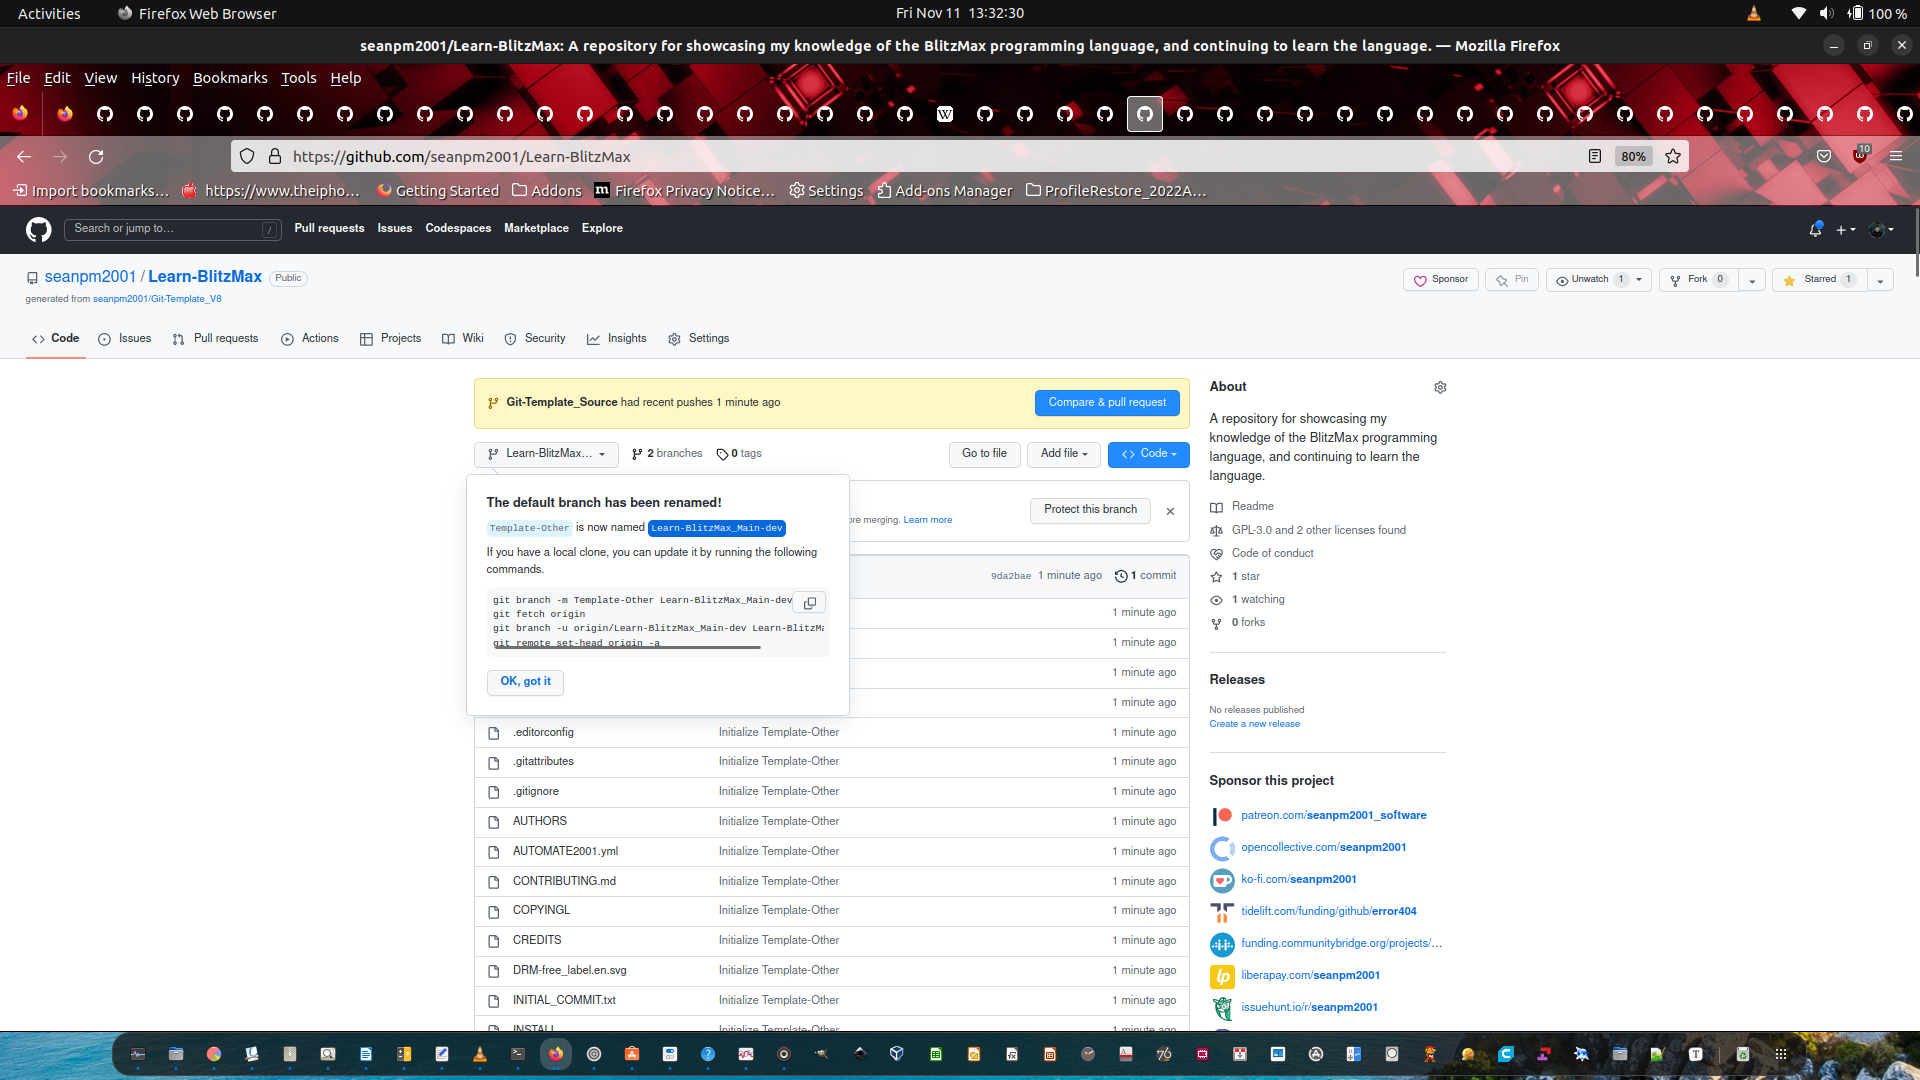 Activities
Firefox Web Browser
Fri Nov 11 13:32:30
100 %
seanpm2001/Learn-BlitzMax: A repository for showcasing my knowledge of the BlitzMax programming language, and continuing to learn the language. — Mozilla Firefox
File Edit View History Bookmarks Tools Help
https://github.com/seanpm2001/Learn-BlitzMax
80%
10
Import bookmarks…
https://www.theipho…
Getting Started
Addons
Firefox Privacy Notice…
Settings
Add-ons Manager
ProfileRestore_2022A…
Search or jump to…
/
Pull requests Issues Codespaces Marketplace Explore
seanpm2001 / Learn-BlitzMax Public
generated from seanpm2001/Git-Template_V8
Sponsor
Pin
Unwatch 1
Fork 0
Starred 1
Code Issues Pull requests Actions Projects Wiki Security Insights Settings
Git-Template_Source had recent pushes 1 minute ago
Compare & pull request
Learn-BlitzMax…
2 branches
0 tags
Go to file
Add file
Code
The default branch has been renamed!
Template-Other is now named Learn-BlitzMax_Main-dev
If you have a local clone, you can update it by running the following
commands.
git branch -m Template-Other Learn-BlitzMax_Main-dev
git fetch origin
git branch -u origin/Learn-BlitzMax_Main-dev Learn-BlitzMa
git remote set-head origin -a
OK, got it
ore merging. Learn more
Protect this branch
9da2bae 1 minute ago 1 commit
1 minute ago
1 minute ago
1 minute ago
1 minute ago
.editorconfig Initialize Template-Other 1 minute ago
.gitattributes Initialize Template-Other 1 minute ago
.gitignore Initialize Template-Other 1 minute ago
AUTHORS Initialize Template-Other 1 minute ago
AUTOMATE2001.yml Initialize Template-Other 1 minute ago
CONTRIBUTING.md Initialize Template-Other 1 minute ago
COPYINGL Initialize Template-Other 1 minute ago
CREDITS Initialize Template-Other 1 minute ago
DRM-free_label.en.svg Initialize Template-Other 1 minute ago
INITIAL_COMMIT.txt Initialize Template-Other 1 minute ago
INSTALL Initialize Template-Other 1 minute ago
About
A repository for showcasing my
knowledge of the BlitzMax programming
language, and continuing to learn the
language.
Readme
GPL-3.0 and 2 other licenses found
Code of conduct
1 star
1 watching
0 forks
Releases
No releases published
Create a new release
Sponsor this project
patreon.com/seanpm2001_software
opencollective.com/seanpm2001
ko-fi.com/seanpm2001
tidelift.com/funding/github/error404
funding.communitybridge.org/projects/…
liberapay.com/seanpm2001
issuehunt.io/r/seanpm2001